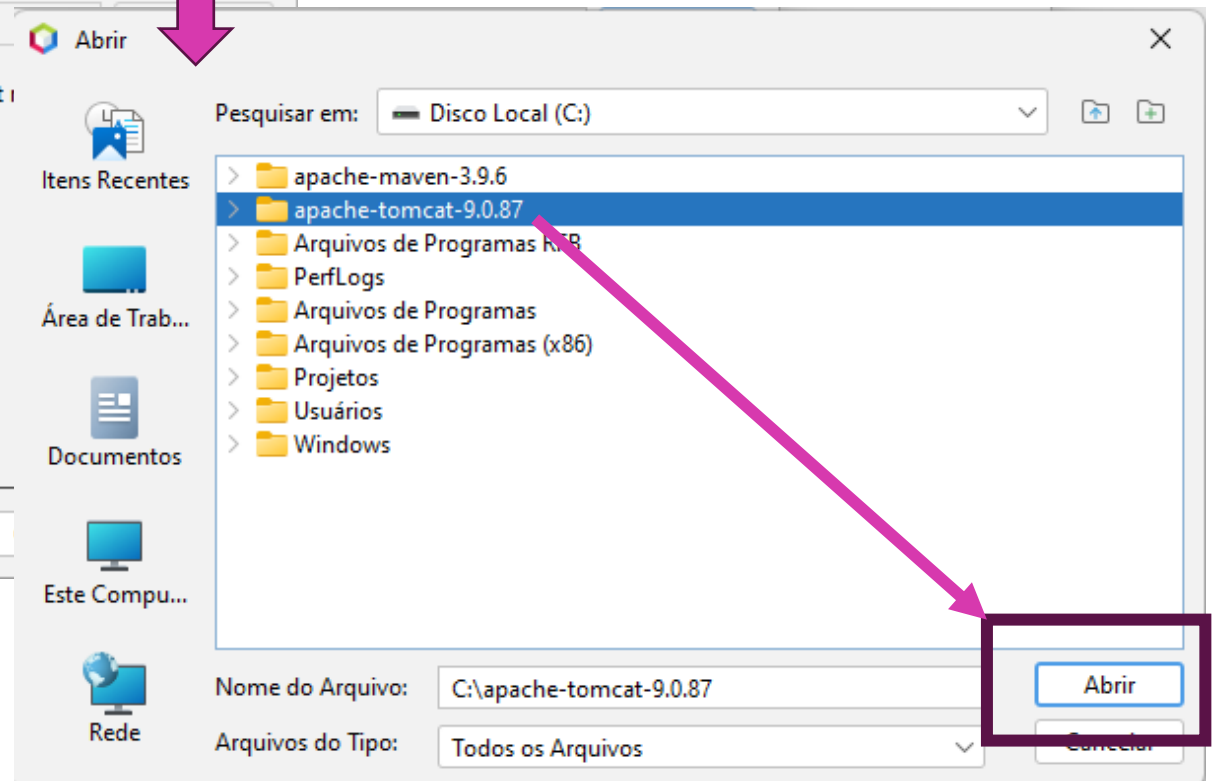 Abrir
Pesquisar em: Disco Local (C:)
Itens Recentes
apache-maven-3.9.6
apache-tomcat-9.0.87
Arquivos de Programas RFB
PerfLogs
Área de Trab...
Arquivos de Programas
Arquivos de Programas (x86)
Projetos
Usuários
Documentos
Windows
Este Compu...
Rede
Nome do Arquivo: C:\apache-tomcat-9.0.87 Abrir
Arquivos do Tipo: Todos os Arquivos Cancelar